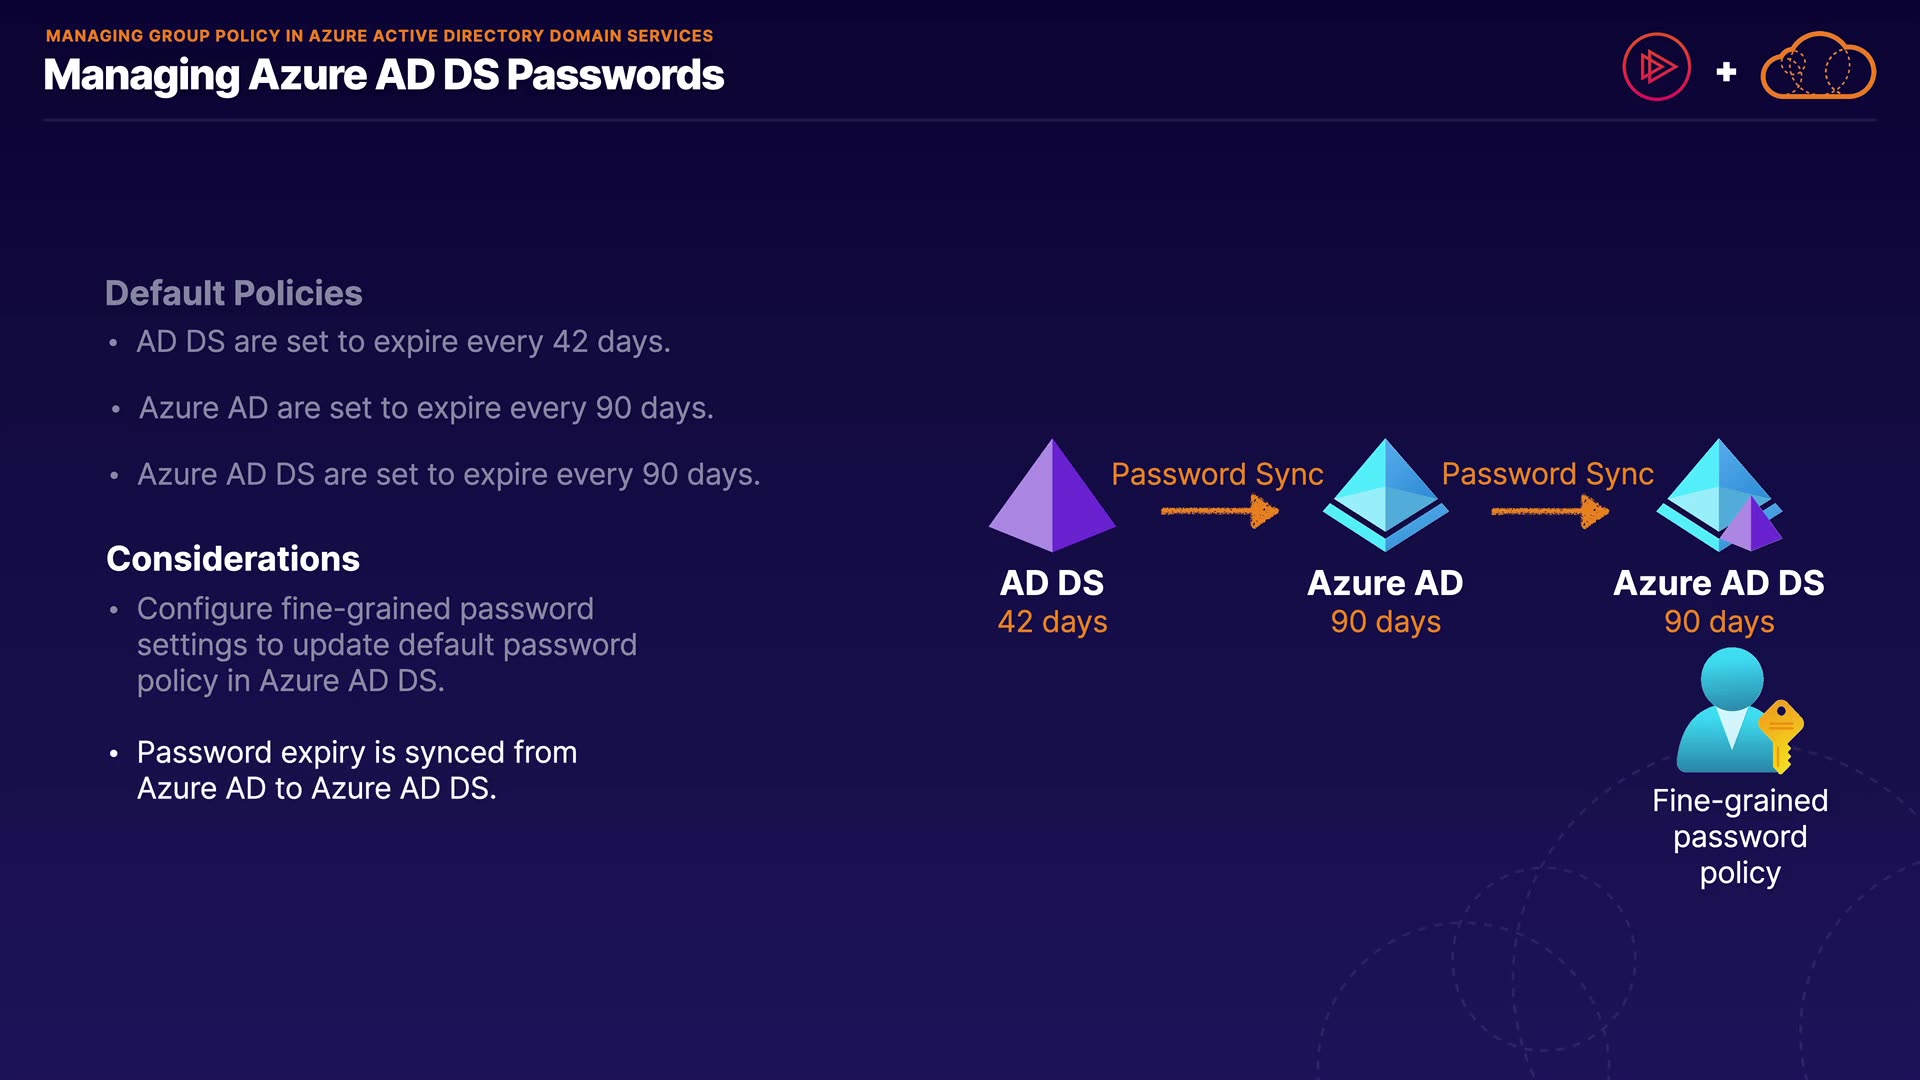 MANAGING GROUP POLICY IN AZURE ACTIVE DIRECTORY DOMAIN SERVICES
Managing Azure AD DS Passwords
Default Policies
• AD DS are set to expire every 42 days.
• Azure AD are set to expire every 90 days.
• Azure AD DS are set to expire every 90 days.
Considerations
• Configure fine-grained password
settings to update default password
policy in Azure AD DS.
• Password expiry is synced from
Azure AD to Azure AD DS.
Password Sync
Password Sync
AD DS
42 days
Azure AD
90 days
Azure AD DS
90 days
Fine-grained
password
policy